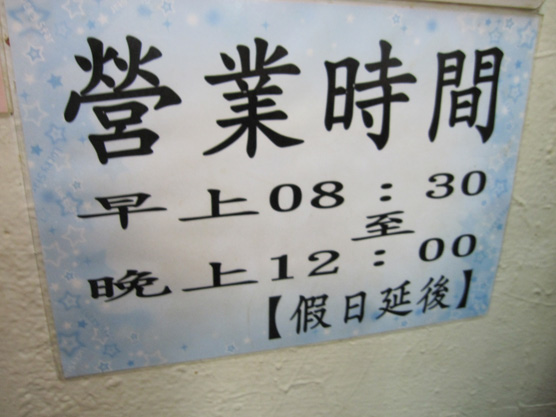 營業時間
早上08：30
至
晚上12：00
【假日延後】